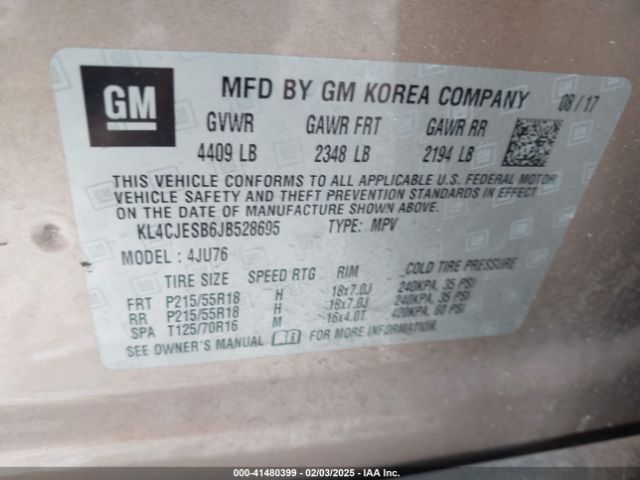 GM
MFD BY GM KOREA COMPANY 08/17
GVWR GAWR FRT GAWR RR
4409 LB 2348 LB 2194 LB
THIS VEHICLE CONFORMS TO ALL APPLICABLE U.S. FEDERAL MOTOR
VEHICLE SAFETY AND THEFT PREVENTION STANDARDS IN EFFECT
ON THE DATE OF MANUFACTURE SHOWN ABOVE.
KL4CJESB6JB528695 TYPE: MPV
MODEL: 4JU76
TIRE SIZE SPEED RTG RIM COLD TIRE PRESSURE
FRT P215/55R18 H 18x7.0J 240KPA, 35 PSI
RR P215/55R18 H 18x7.0J 240KPA, 35 PSI
SPA T125/70R16 M 16x4.0T 420KPA, 60 PSI
SEE OWNER'S MANUAL FOR MORE INFORMATION
000-41480399 - 02/03/2025 - IAA Inc.